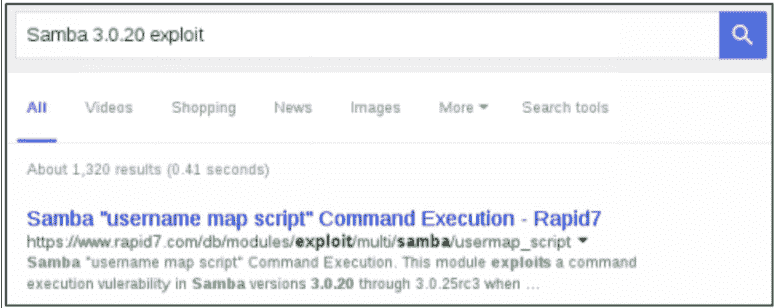 Samba 3.0.20 exploit
All Videos Shopping News Images More Search tools
About 1,320 results (0.41 seconds)
Samba "username map script" Command Execution - Rapid7
https://www.rapid7.com/db/modules/exploit/multi/samba/usermap_script
Samba "username map script" Command Execution. This module exploits a command
execution vulerability in Samba versions 3.0.20 through 3.0.25rc3 when ...